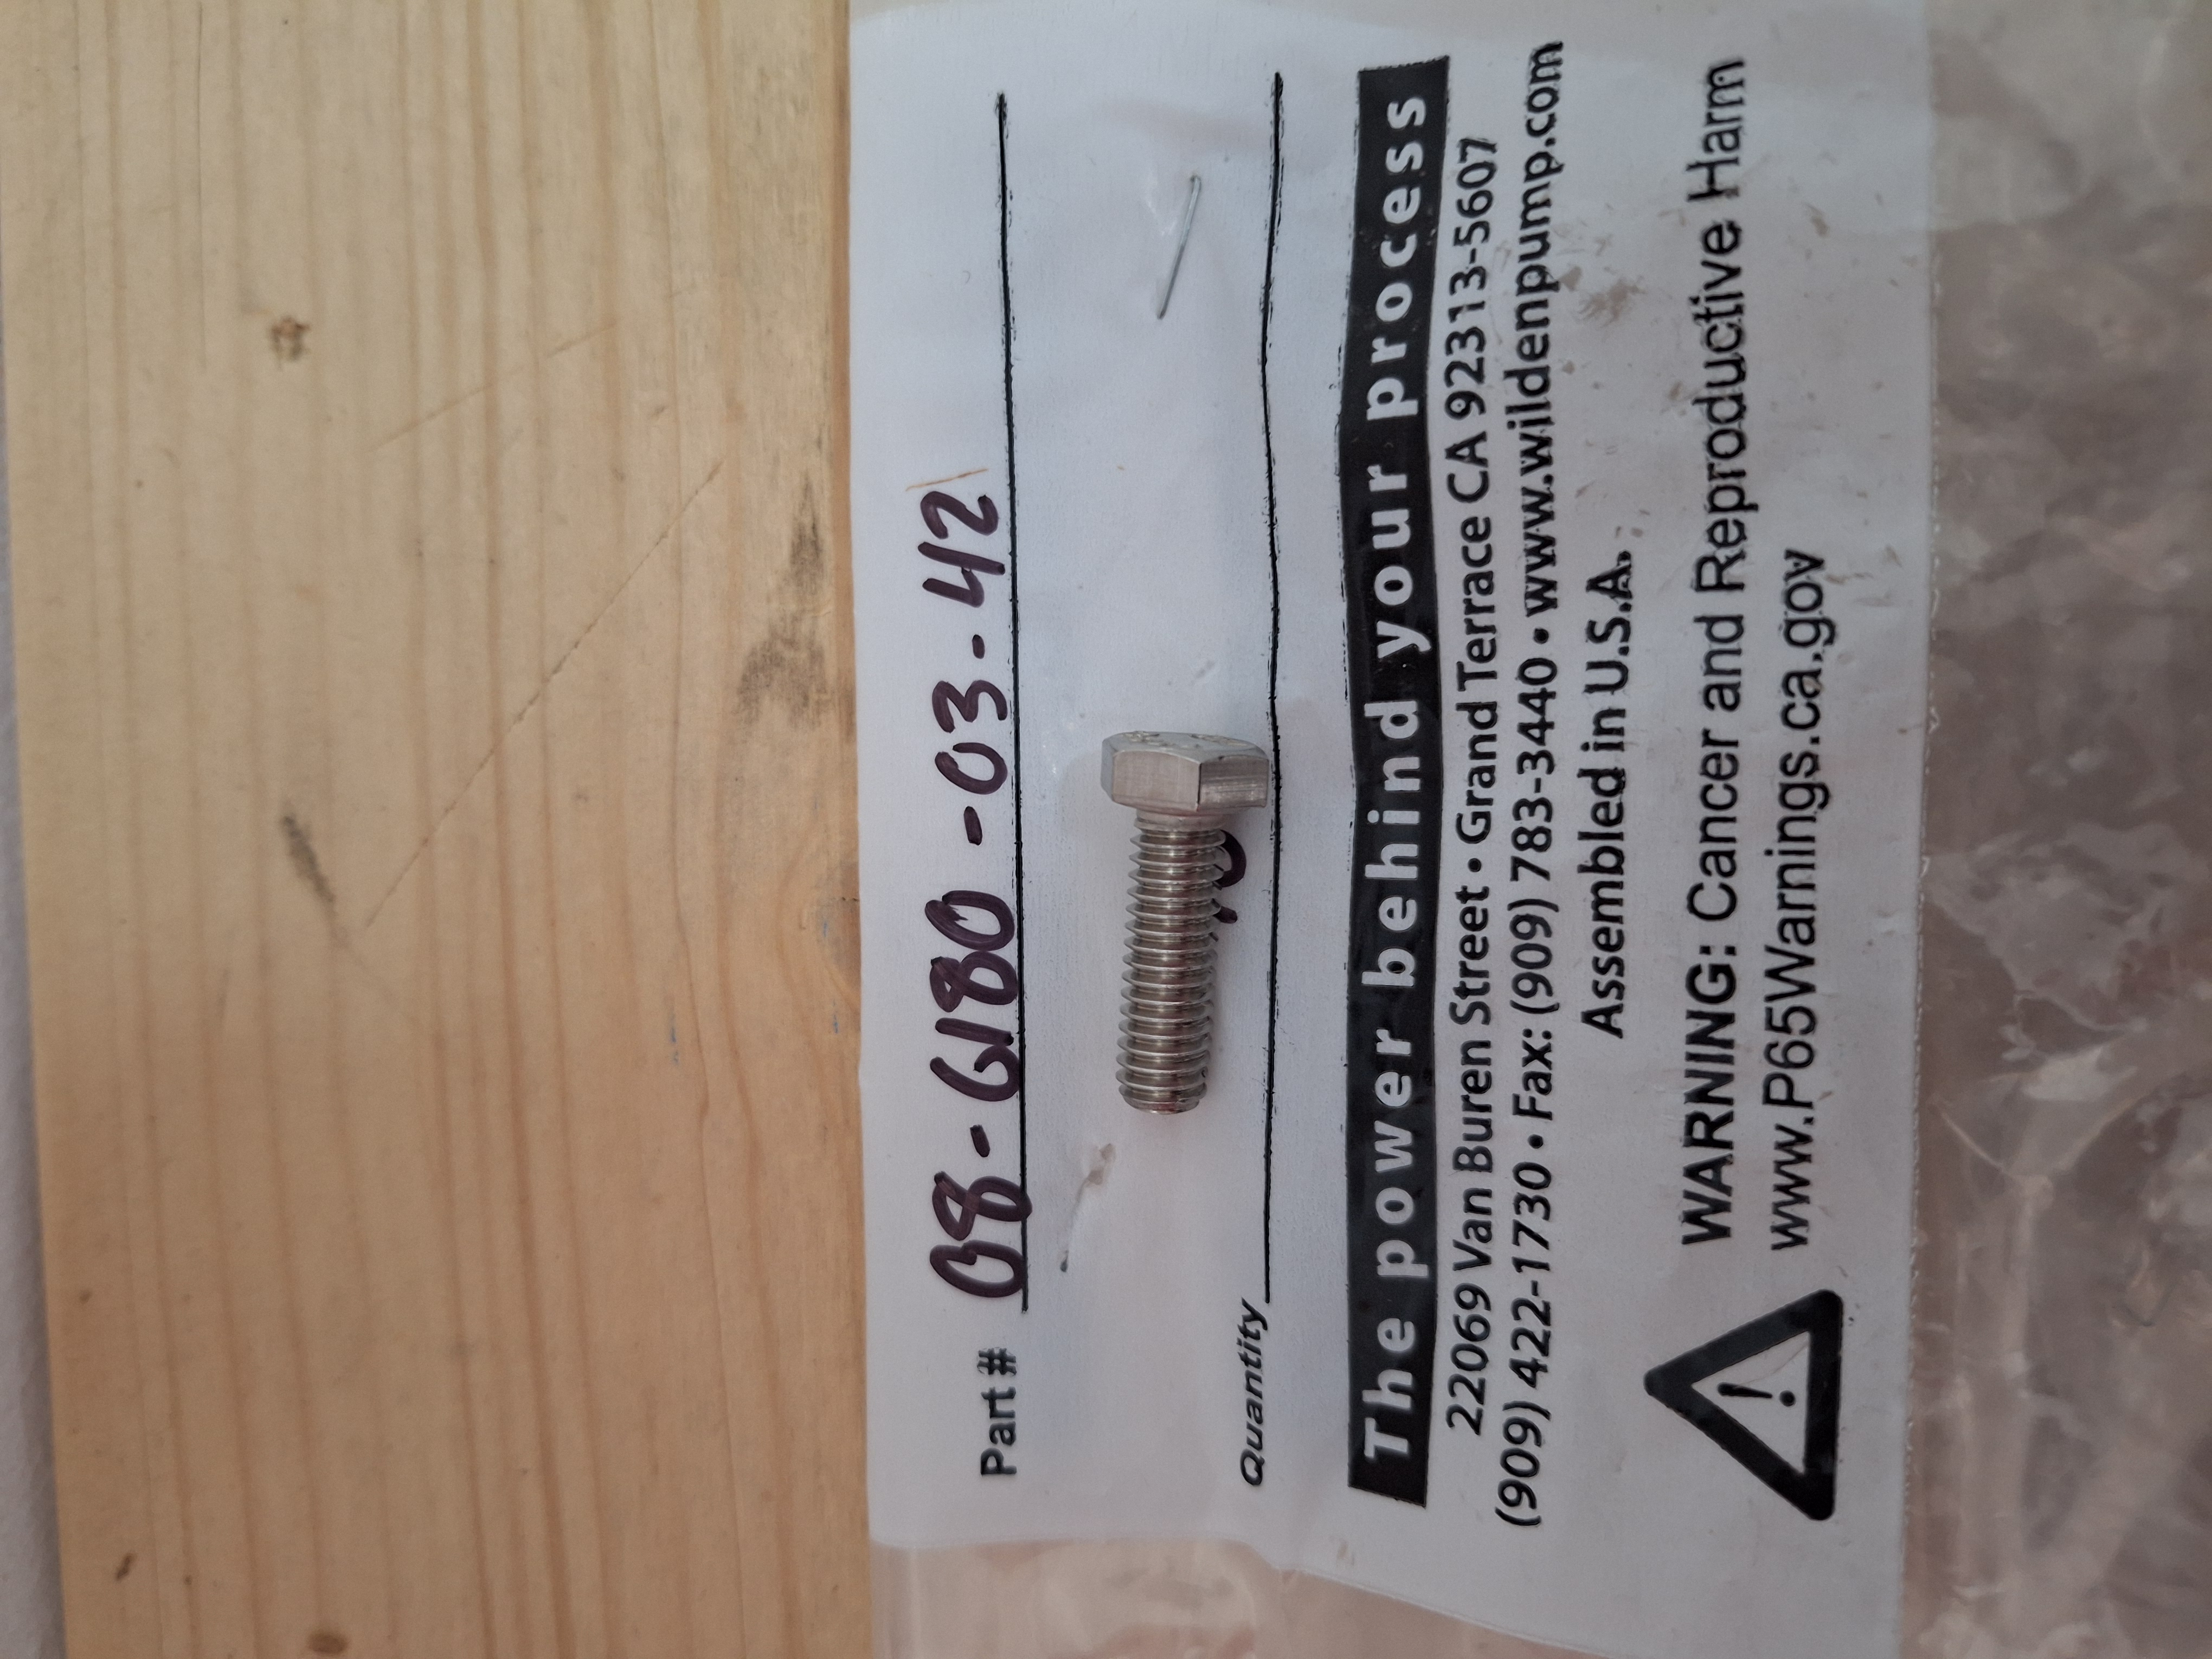 Part# 08-6180-03-42
Quantity
The power behind your process
22069 Van Buren Street • Grand Terrace CA 92313-5607
(909) 422-1730 • Fax: (909) 783-3440 • www.wildenpump.com
Assembled in U.S.A.
WARNING: Cancer and Reproductive Harm
www.P65Warnings.ca.gov